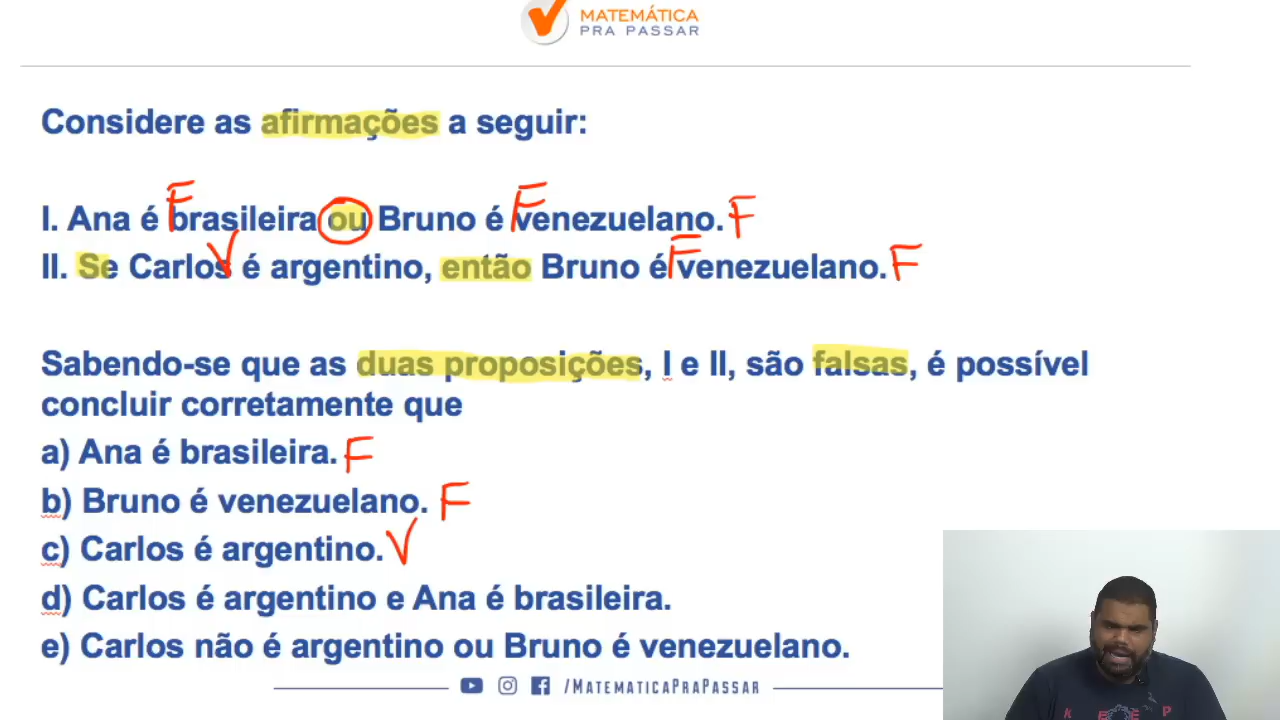 MATEMÁTICA
PRA PASSAR
Considere as afirmações a seguir:
F F F
I. Ana é brasileira ou Bruno é venezuelano.
V F F
II. Se Carlos é argentino, então Bruno é venezuelano.
Sabendo-se que as duas proposições, I e II, são falsas, é possível
concluir corretamente que
a) Ana é brasileira. F
b) Bruno é venezuelano. F
c) Carlos é argentino. V
d) Carlos é argentino e Ana é brasileira.
e) Carlos não é argentino ou Bruno é venezuelano.
/MATEMATICAPRAPASSAR